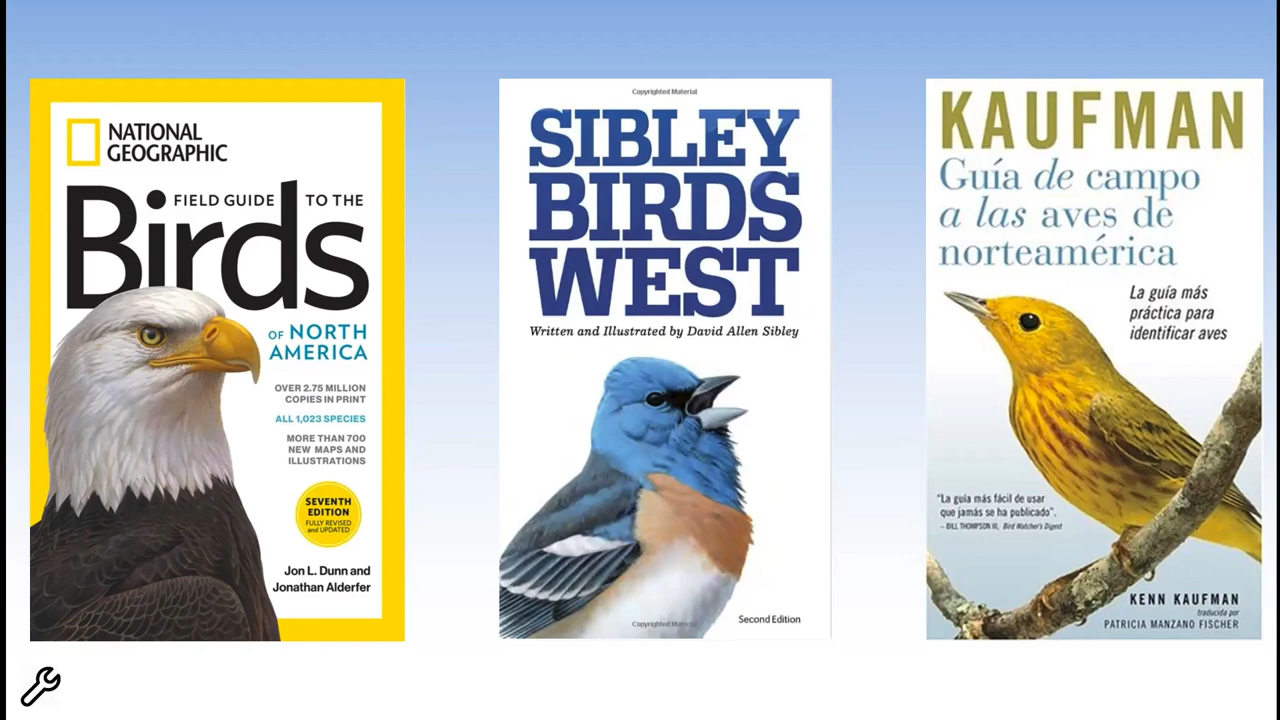 NATIONAL
GEOGRAPHIC
FIELD GUIDE TO THE
Birds
OF NORTH
AMERICA
OVER 2.75 MILLION
COPIES IN PRINT
ALL 1,023 SPECIES
MORE THAN 700
NEW MAPS AND
ILLUSTRATIONS
SEVENTH
EDITION
FULLY REVISED
and UPDATED
Jon L. Dunn and
Jonathan Alderfer
Copyrighted Material
SIBLEY
BIRDS
WEST
Written and Illustrated by David Allen Sibley
Second Edition
Copyrighted Material
KAUFMAN
Guía de campo
a las aves de
norteamérica
La guía más
práctica para
identificar aves
"La guía más fácil de usar
que jamás se ha publicado".
– BILL THOMPSON III, Bird Watcher's Digest
KENN KAUFMAN
traducida por
PATRICIA MANZANO FISCHER